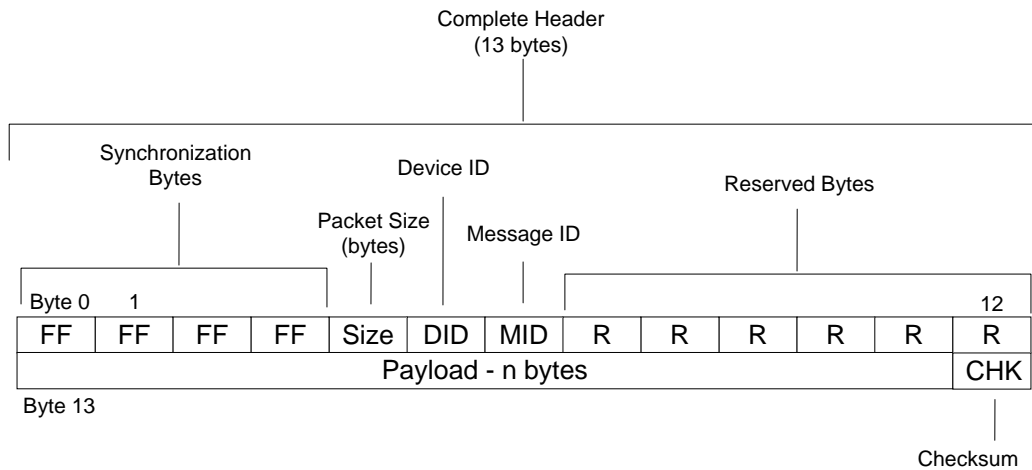 Complete Header
(13 bytes)
Synchronization
Bytes
Device ID
Reserved Bytes
Packet Size
(bytes)
Message ID
Byte 0 1 12
FF FF FF FF Size DID MID R R R R R R
Payload - n bytes CHK
Byte 13
Checksum